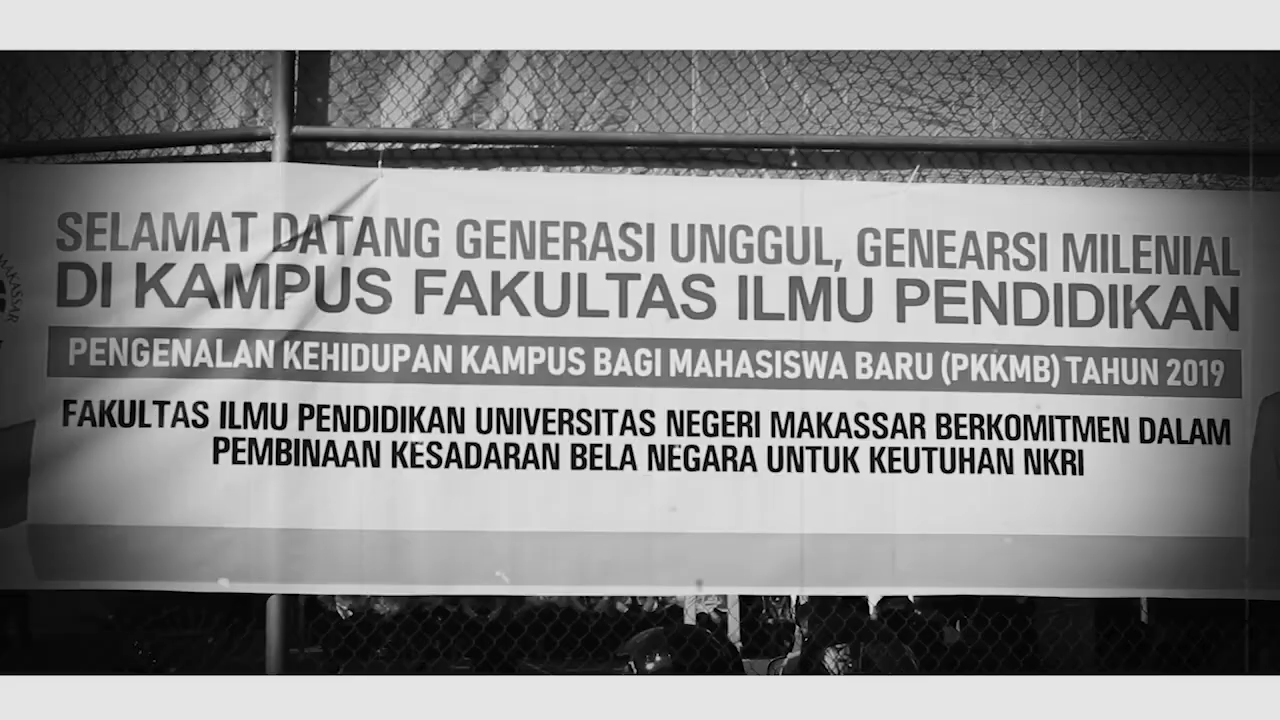 SELAMAT DATANG GENERASI UNGGUL, GENEARSI MILENIAL
DI KAMPUS FAKULTAS ILMU PENDIDIKAN
PENGENALAN KEHIDUPAN KAMPUS BAGI MAHASISWA BARU (PKKMB) TAHUN 2019
FAKULTAS ILMU PENDIDIKAN UNIVERSITAS NEGERI MAKASSAR BERKOMITMEN DALAM
PEMBINAAN KESADARAN BELA NEGARA UNTUK KEUTUHAN NKRI
MAKASSAR